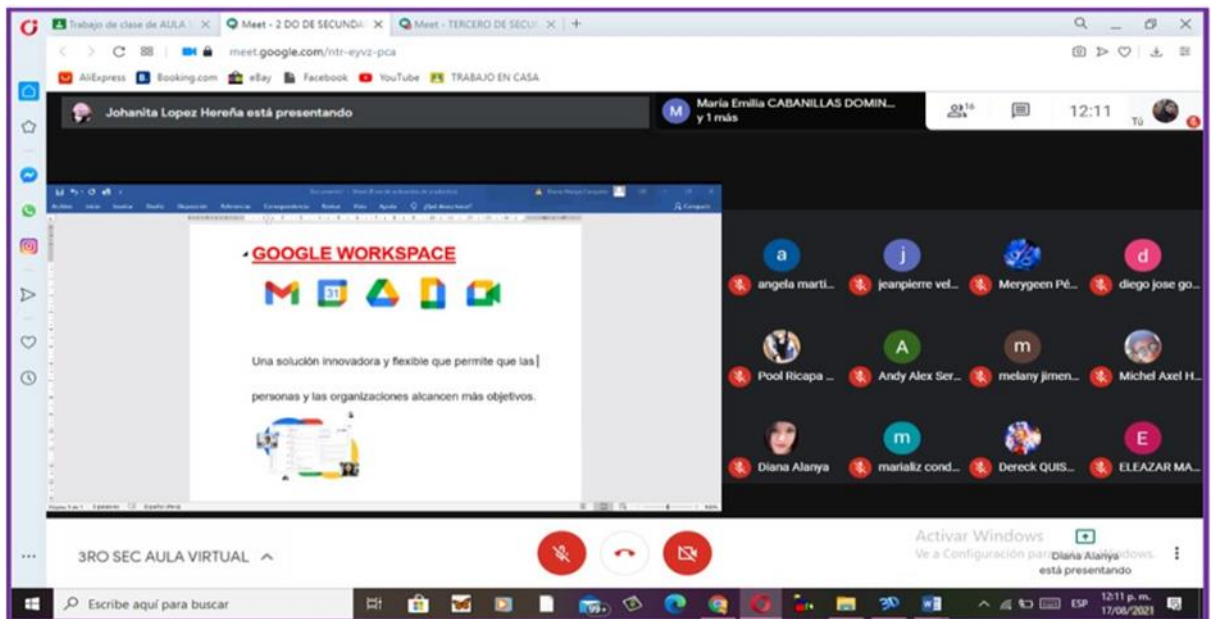 Trabajo de clase de AULA
Meet - 2 DO DE SECUNDA
Meet - TERCERO DE SECU
meet.google.com/ntr-eyvz-pca
AliExpress Booking.com eBay Facebook YouTube TRABAJO EN CASA
Johanita Lopez Hereña está presentando
M María Emilia CABANILLAS DOMIN...
y 1 más
16
12:11
Tú
GOOGLE WORKSPACE
31
Una solución innovadora y flexible que permite que las
personas y las organizaciones alcancen más objetivos.
a j d
angela marti... jeanpierre vel... Merygeen Pé... diego jose go...
A m
Pool Ricapa ... Andy Alex Ser... melany jimen... Michel Axel H...
m E
Diana Alanya marializ cond... Dereck QUIS... ELEAZAR MA...
3RO SEC AULA VIRTUAL
Activar Windows
Ve a Configuración para
Diana Alanya
está presentando
Escribe aquí para buscar
99+
ESP
12:11 p. m.
17/08/2021